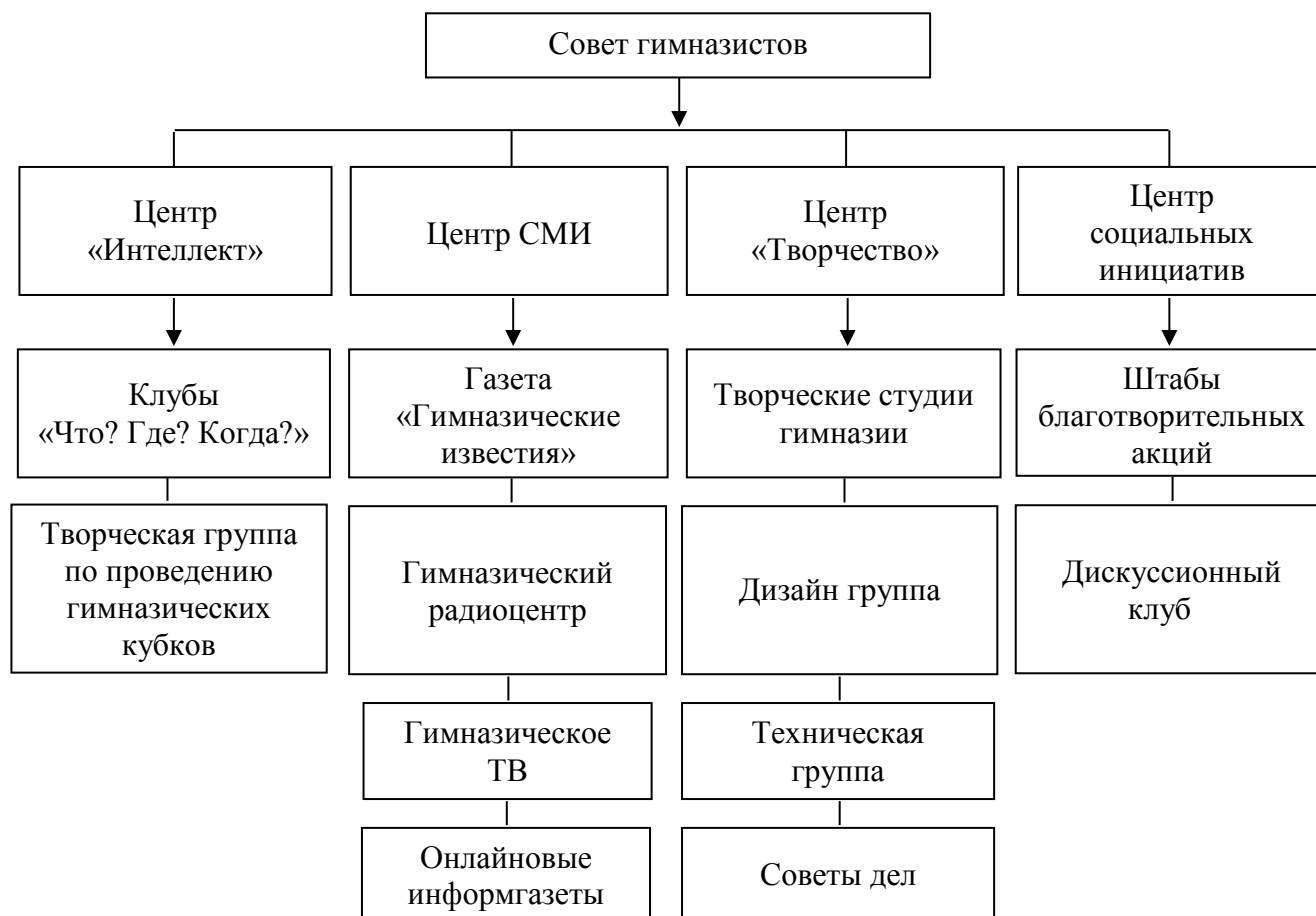 Совет гимназистов
Центр
«Интеллект»
Центр СМИ
Центр
«Творчество»
Центр
социальных
инициатив
Клубы
«Что? Где? Когда?»
Газета
«Гимназические
известия»
Творческие студии
гимназии
Штабы
благотворительных
акций
Творческая группа
по проведению
гимназических
кубков
Гимназический
радиоцентр
Дизайн группа
Дискуссионный
клуб
Гимназическое
ТВ
Техническая
группа
Онлайновые
информгазеты
Советы дел